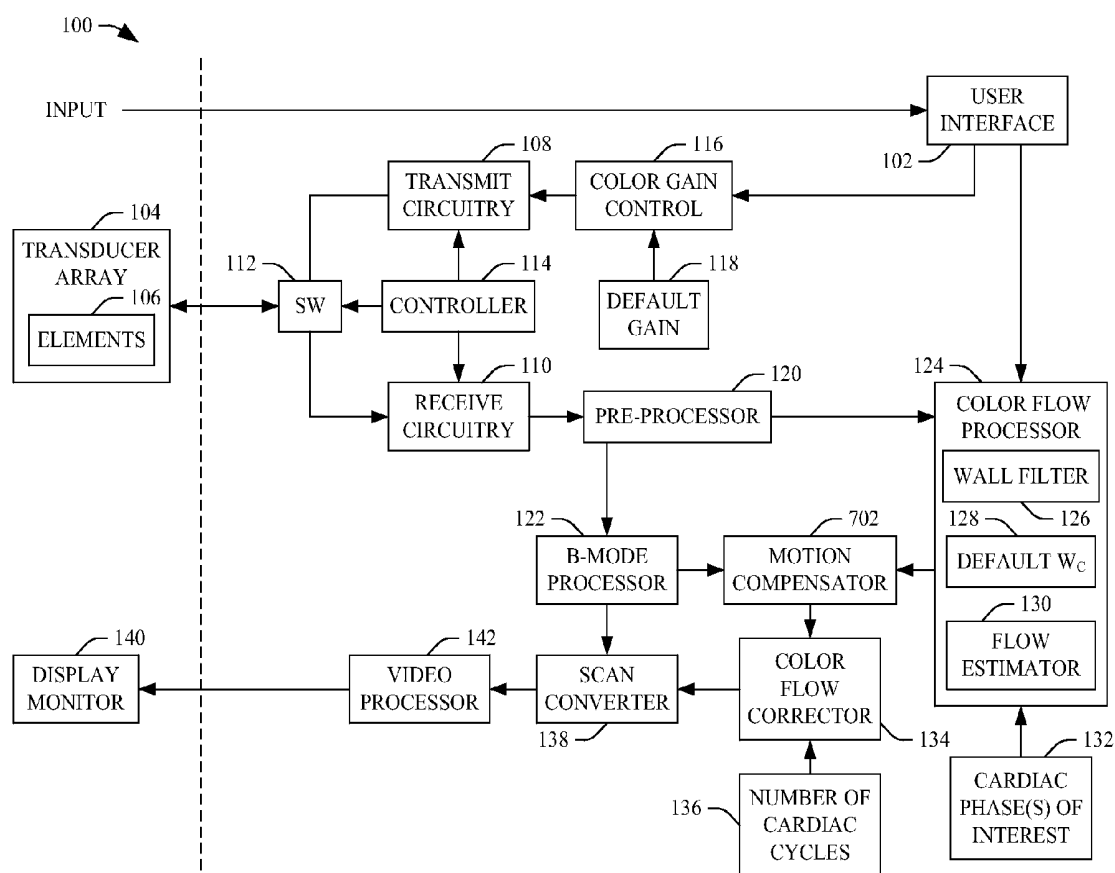 100
INPUT
USER
INTERFACE
102
108
116
TRANSMIT
CIRCUITRY
COLOR GAIN
CONTROL
104
TRANSDUCER
ARRAY
106
ELEMENTS
112
SW
114
CONTROLLER
118
DEFAULT
GAIN
110
RECEIVE
CIRCUITRY
120
PRE-PROCESSOR
124
COLOR FLOW
PROCESSOR
WALL FILTER
126
128
DEFAULT WC
130
FLOW
ESTIMATOR
122
B-MODE
PROCESSOR
702
MOTION
COMPENSATOR
140
DISPLAY
MONITOR
142
VIDEO
PROCESSOR
SCAN
CONVERTER
138
COLOR
FLOW
CORRECTOR
134
132
CARDIAC
PHASE(S) OF
INTEREST
136
NUMBER OF
CARDIAC
CYCLES